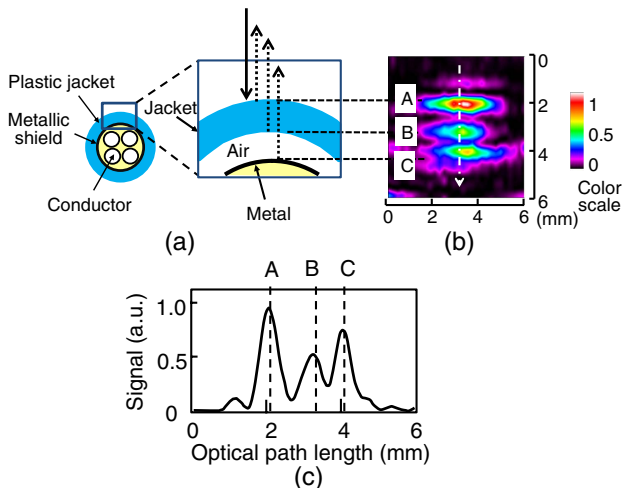 Plastic jacket
Metallic
shield
Conductor
Jacket
Air
Metal
(a)
A
B
C
0
2
4
6
0 2 4 6 (mm)
1
0.5
0
Color
scale
(b)
A B C
Signal (a.u.)
1.0
0.5
0
0 2 4 6
Optical path length (mm)
(c)